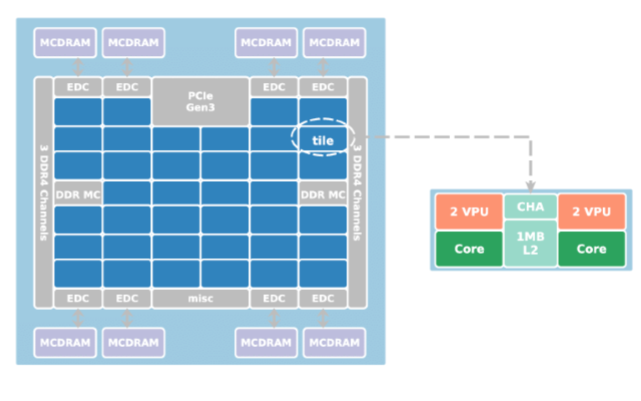 MCDRAM MCDRAM MCDRAM MCDRAM
EDC EDC PCIe Gen3 EDC EDC
tile
3 DDR4 Channels
3 DDR4 Channels
DDR MC DDR MC
EDC EDC misc EDC EDC
MCDRAM MCDRAM MCDRAM MCDRAM
2 VPU CHA 2 VPU
Core 1MB L2 Core